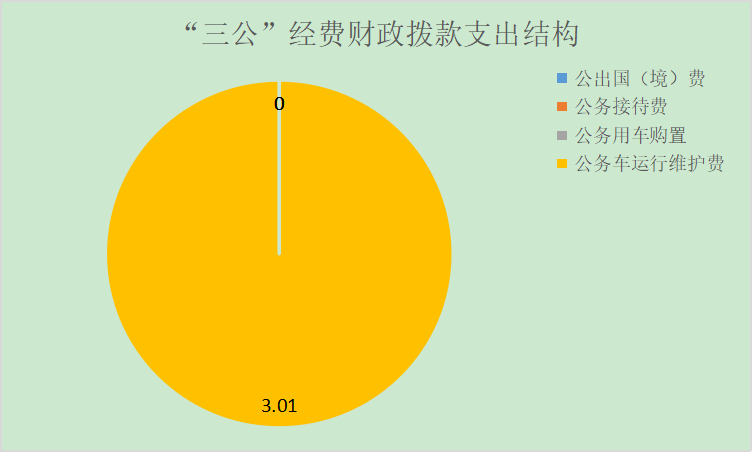 “三公”经费财政拨款支出结构
公出国（境）费
公务接待费
公务用车购置
公务车运行维护费
0
3.01